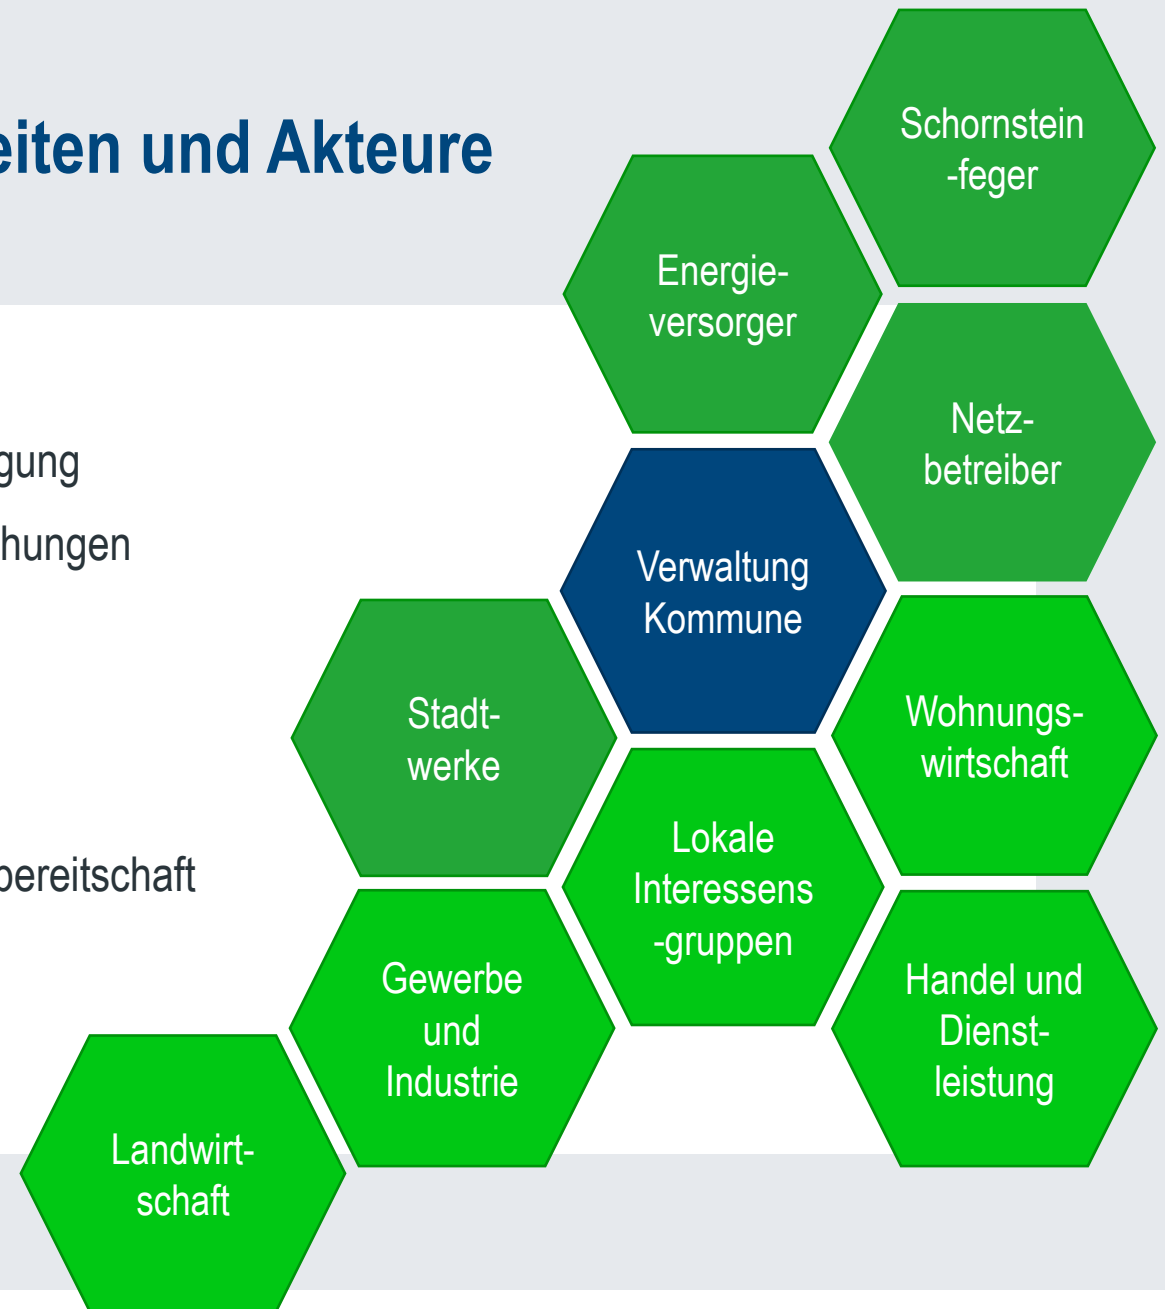 eiten und Akteure
gung
hungen
bereitschaft
Schornstein
-feger
Energie-
versorger
Netz-
betreiber
Verwaltung
Kommune
Stadt-
werke
Wohnungs-
wirtschaft
Lokale
Interessens
-gruppen
Gewerbe
und
Industrie
Handel und
Dienst-
leistung
Landwirt-
schaft